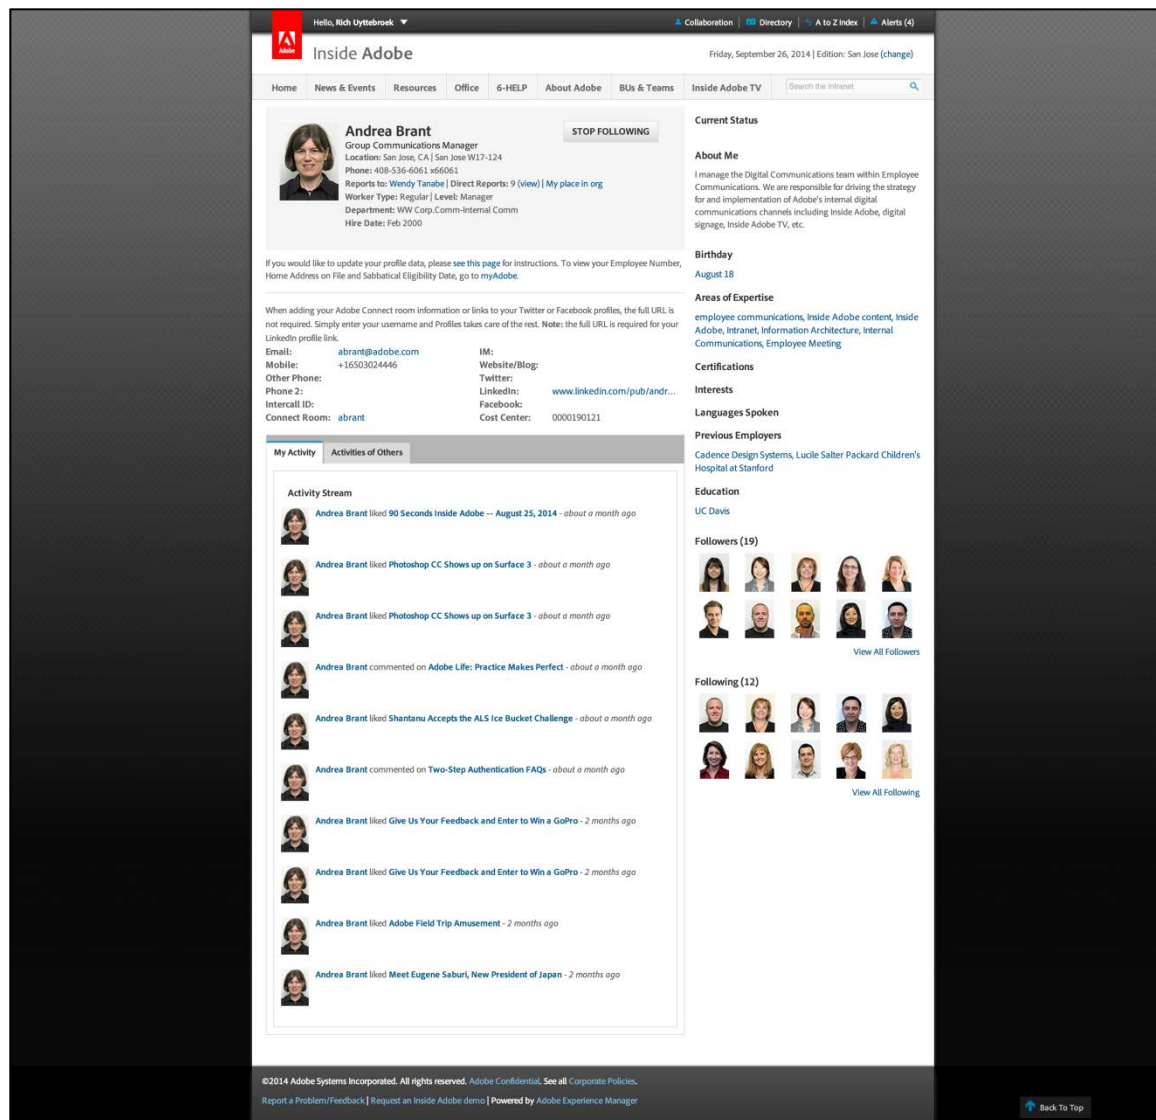 Hello, Rich Uyttebroek
Collaboration | Directory | A to Z Index | Alerts (4)
Adobe
Inside Adobe
Friday, September 26, 2014 | Edition: San Jose (change)
Home News & Events Resources Office 6-HELP About Adobe BUs & Teams Inside Adobe TV Search the Intranet
Andrea Brant
STOP FOLLOWING
Group Communications Manager
Location: San Jose, CA | San Jose W17-124
Phone: 408-536-6061 x66061
Reports to: Wendy Tanabe | Direct Reports: 9 (view) | My place in org
Worker Type: Regular | Level: Manager
Department: WW Corp.Comm-Internal Comm
Hire Date: Feb 2000
If you would like to update your profile data, please see this page for instructions. To view your Employee Number,
Home Address on File and Sabbatical Eligibility Date, go to myAdobe.
When adding your Adobe Connect room information or links to your Twitter or Facebook profiles, the full URL is
not required. Simply enter your username and Profiles takes care of the rest. Note: the full URL is required for your
LinkedIn profile link.
Email: abrant@adobe.com IM:
Mobile: +16503024446 Website/Blog:
Other Phone: Twitter:
Phone 2: LinkedIn: www.linkedin.com/pub/andr...
Intercall ID: Facebook:
Connect Room: abrant Cost Center: 0000190121
My Activity Activities of Others
Activity Stream
Andrea Brant liked 90 Seconds Inside Adobe -- August 25, 2014 - about a month ago
Andrea Brant liked Photoshop CC Shows up on Surface 3 - about a month ago
Andrea Brant liked Photoshop CC Shows up on Surface 3 - about a month ago
Andrea Brant commented on Adobe Life: Practice Makes Perfect - about a month ago
Andrea Brant liked Shantanu Accepts the ALS Ice Bucket Challenge - about a month ago
Andrea Brant commented on Two-Step Authentication FAQs - about a month ago
Andrea Brant liked Give Us Your Feedback and Enter to Win a GoPro - 2 months ago
Andrea Brant liked Give Us Your Feedback and Enter to Win a GoPro - 2 months ago
Andrea Brant liked Adobe Field Trip Amusement - 2 months ago
Andrea Brant liked Meet Eugene Saburi, New President of Japan - 2 months ago
Current Status
About Me
I manage the Digital Communications team within Employee
Communications. We are responsible for driving the strategy
for and implementation of Adobe's internal digital
communications channels including Inside Adobe, digital
signage, Inside Adobe TV, etc.
Birthday
August 18
Areas of Expertise
employee communications, Inside Adobe content, Inside
Adobe, Intranet, Information Architecture, Internal
Communications, Employee Meeting
Certifications
Interests
Languages Spoken
Previous Employers
Cadence Design Systems, Lucile Salter Packard Children's
Hospital at Stanford
Education
UC Davis
Followers (19)
View All Followers
Following (12)
View All Following
©2014 Adobe Systems Incorporated. All rights reserved. Adobe Confidential. See all Corporate Policies.
Report a Problem/Feedback | Request an Inside Adobe demo | Powered by Adobe Experience Manager
Back To Top